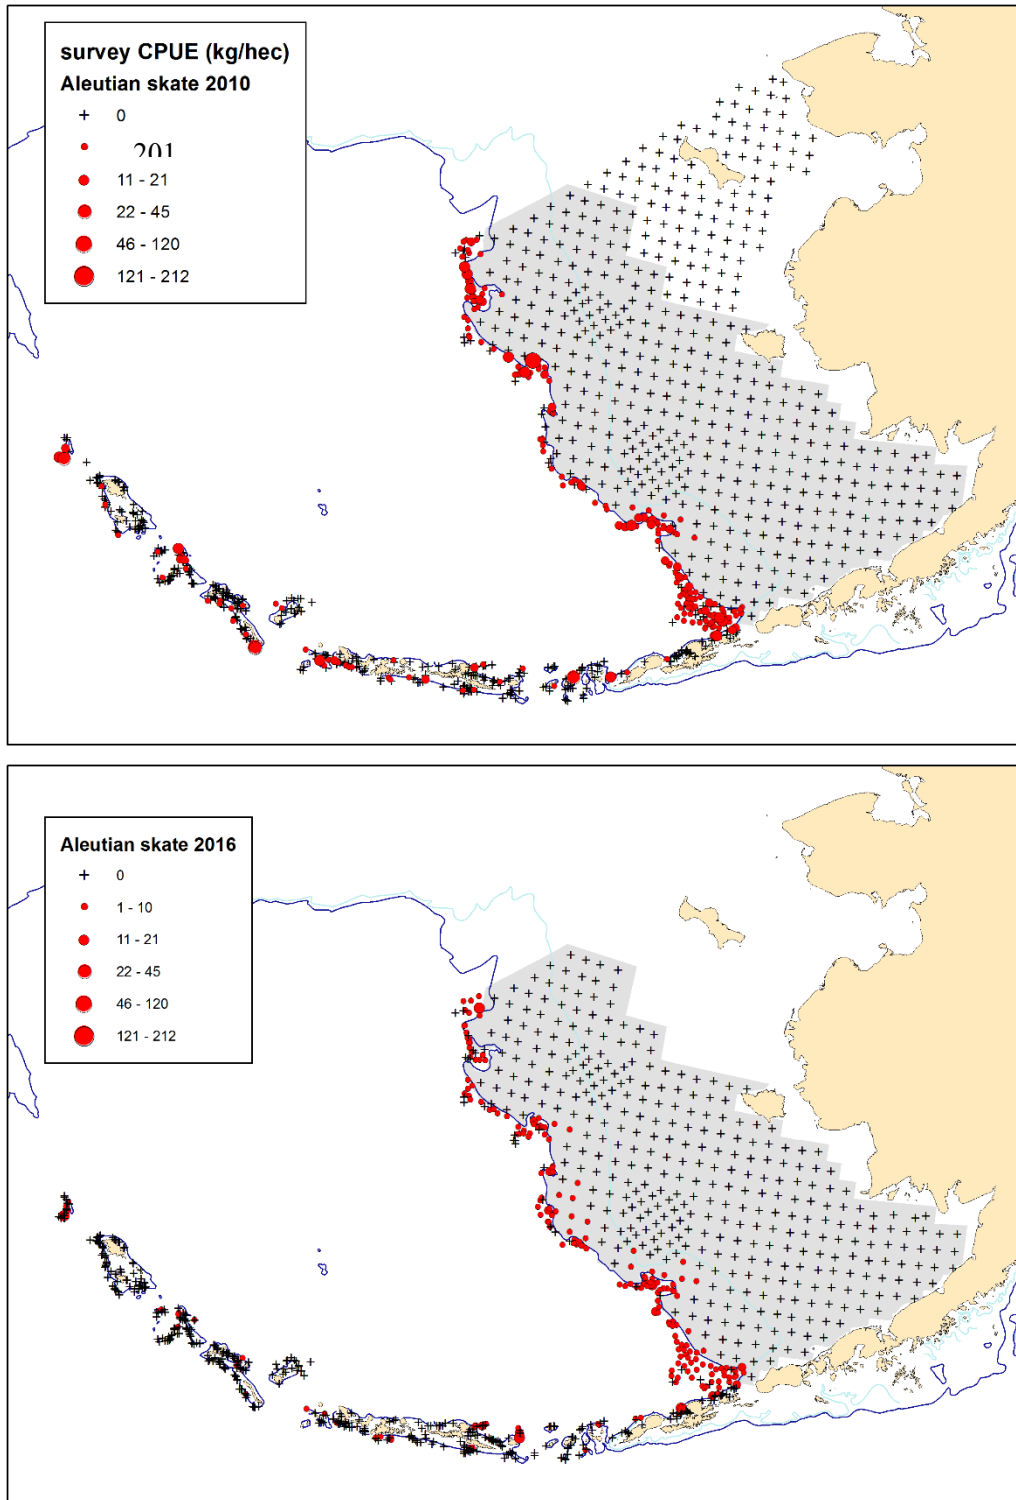 survey CPUE (kg/hec)
Aleutian skate 2010
0
201
11 - 21
22 - 45
46 - 120
121 - 212
Aleutian skate 2016
0
1 - 10
11 - 21
22 - 45
46 - 120
121 - 212